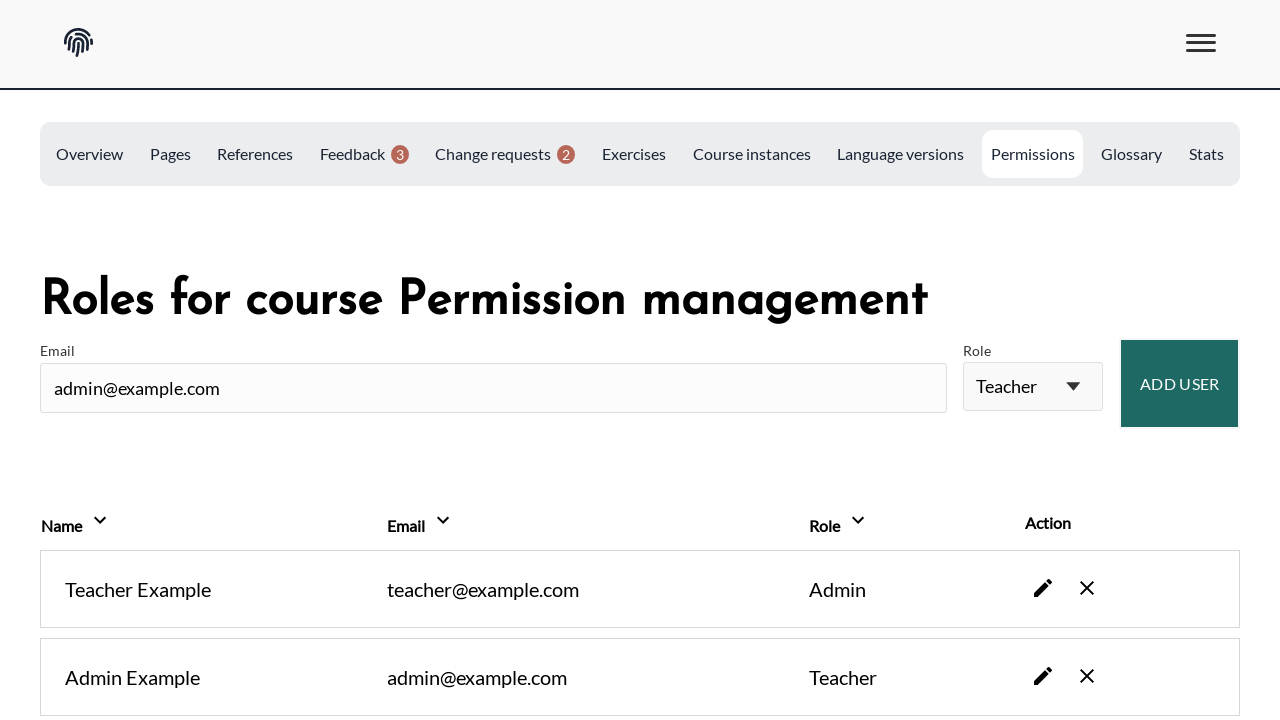 Overview Pages References Feedback 3 Change requests 2 Exercises Course instances Language versions Permissions Glossary Stats
Roles for course Permission management
Email Role
admin@example.com Teacher ADD USER
Name Email Role Action
Teacher Example teacher@example.com Admin
Admin Example admin@example.com Teacher